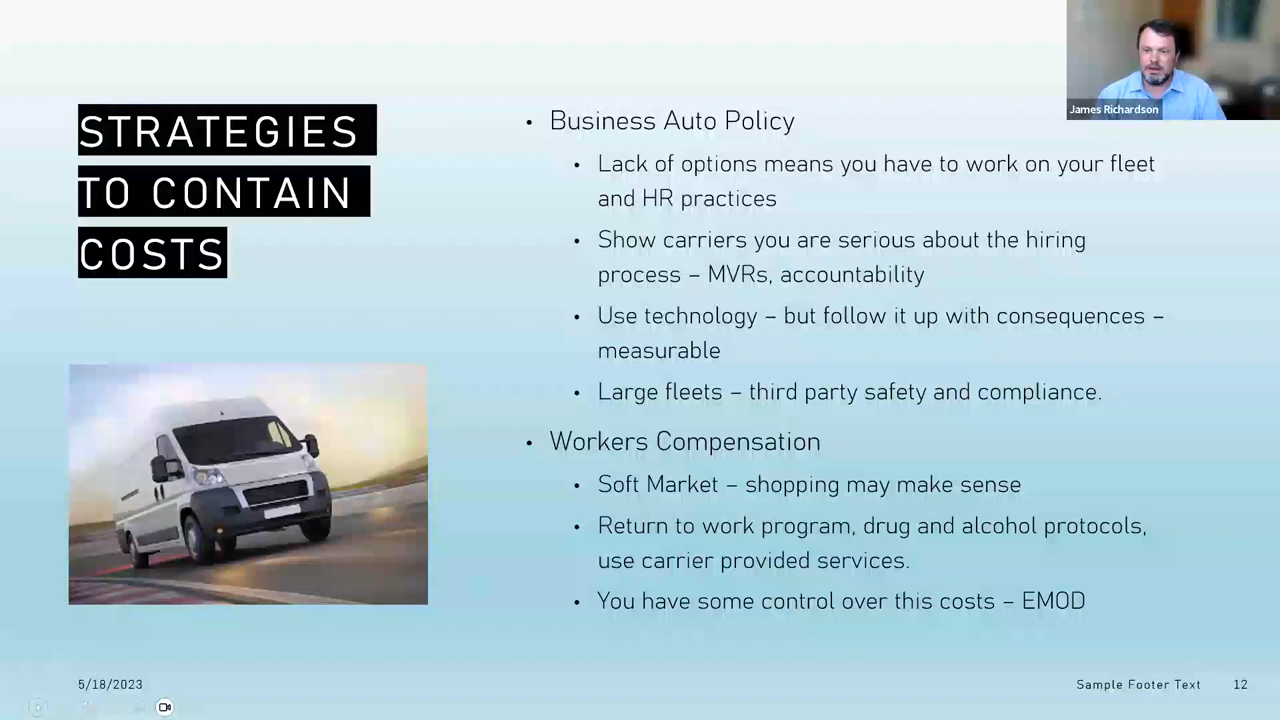 STRATEGIES
TO CONTAIN
COSTS
James Richardson
• Business Auto Policy
• Lack of options means you have to work on your fleet
and HR practices
• Show carriers you are serious about the hiring
process – MVRs, accountability
• Use technology – but follow it up with consequences –
measurable
• Large fleets – third party safety and compliance.
• Workers Compensation
• Soft Market – shopping may make sense
• Return to work program, drug and alcohol protocols,
use carrier provided services.
• You have some control over this costs – EMOD
5/18/2023
Sample Footer Text
12